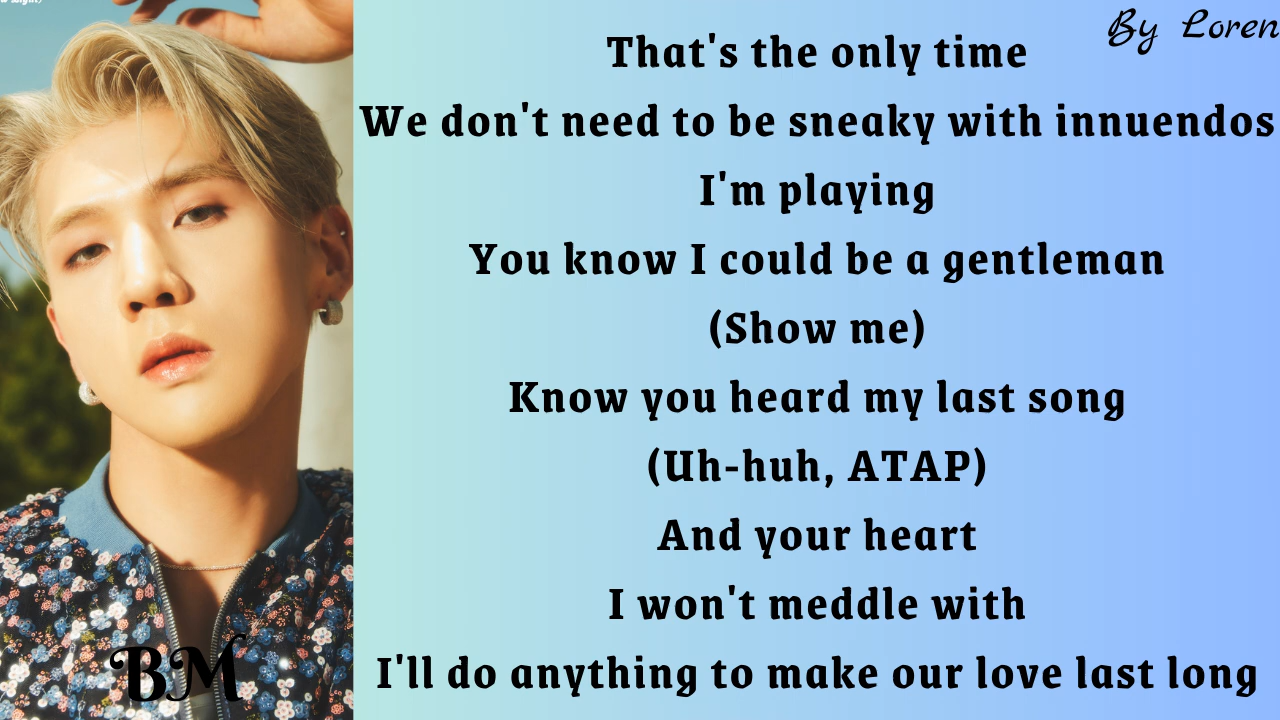 By Loren
That's the only time
We don't need to be sneaky with innuendos
I'm playing
You know I could be a gentleman
(Show me)
Know you heard my last song
(Uh-huh, ATAP)
And your heart
I won't meddle with
I'll do anything to make our love last long
BM